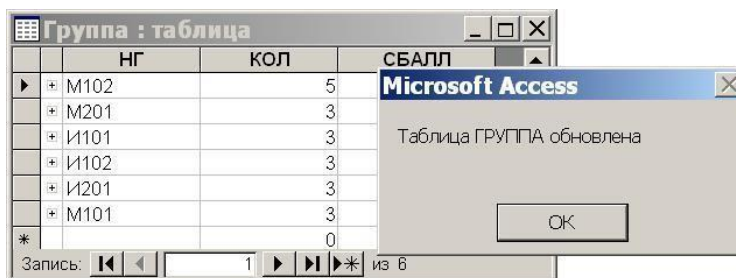 Группа : таблица
НГ КОЛ СБАЛЛ
М102 5
М201 3
И101 3
И102 3
И201 3
М101 3
0
Запись: 1 из 6
Microsoft Access
Таблица ГРУППА обновлена
OK